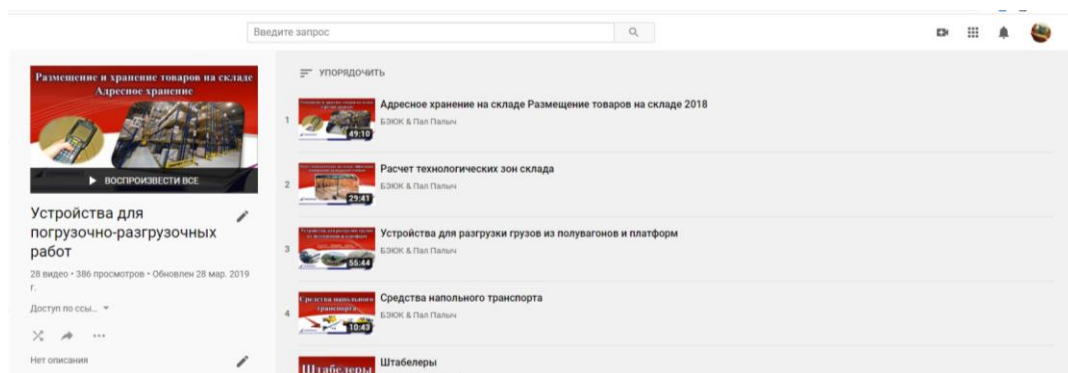 Введите запрос
Размещение и хранение товаров на складе
Адресное хранение
ВОСПРОИЗВЕСТИ ВСЕ
Устройства для
погрузочно-разгрузочных
работ
28 видео • 386 просмотров • Обновлен 28 мар. 2019
г.
Доступ по ссы...
Нет описания
УПОРЯДОЧИТЬ
1
49:10
Адресное хранение на складе Размещение товаров на складе 2018
БЭЮК & Пал Палыч
2
29:41
Расчет технологических зон склада
БЭЮК & Пал Палыч
3
55:44
Устройства для разгрузки грузов из полувагонов и платформ
БЭЮК & Пал Палыч
4
Средства напольного
транспорта
10:43
Средства напольного транспорта
БЭЮК & Пал Палыч
Штабелеры
Штабелеры